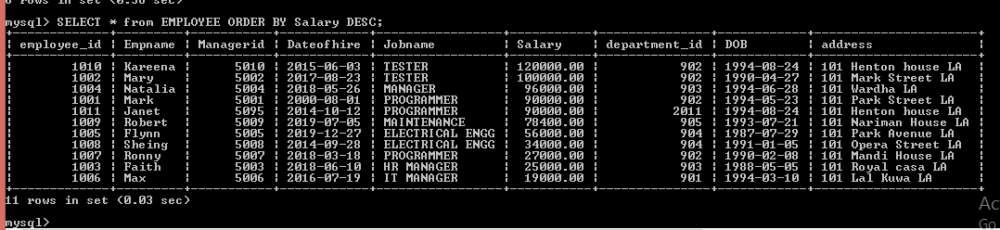 mysql> SELECT * from EMPLOYEE ORDER BY Salary DESC;
| employee_id | Empname | Managerid | Dateofhire | Jobname | Salary | department_id | DOB | address |
| 1010 | Kareena | 5010 | 2015-06-03 | TESTER | 120000.00 | 902 | 1994-08-24 | 101 Henton house LA |
| 1002 | Mary | 5002 | 2017-08-23 | TESTER | 100000.00 | 902 | 1990-04-27 | 101 Mark Street LA |
| 1004 | Natalia | 5004 | 2018-05-26 | MANAGER | 96000.00 | 903 | 1994-06-28 | 101 Wardha LA |
| 1001 | Mark | 5001 | 2000-08-01 | PROGRAMMER | 90000.00 | 902 | 1994-05-23 | 101 Park Street LA |
| 1011 | Janet | 5095 | 2014-10-12 | PROGRAMMER | 90000.00 | 2011 | 1994-08-24 | 101 Henton house LA |
| 1009 | Robert | 5009 | 2019-07-05 | MAINTENANCE | 78400.00 | 905 | 1993-07-21 | 101 Nariman House LA |
| 1005 | Flynn | 5005 | 2019-12-27 | ELECTRICAL ENGG | 56000.00 | 904 | 1987-07-29 | 101 Park Avenue LA |
| 1008 | Sheing | 5008 | 2014-09-28 | ELECTRICAL ENGG | 34000.00 | 904 | 1991-01-05 | 101 Opera Street LA |
| 1007 | Ronny | 5007 | 2018-03-18 | PROGRAMMER | 27000.00 | 902 | 1990-02-08 | 101 Mandi House LA |
| 1003 | Faith | 5003 | 2018-06-10 | HR MANAGER | 25000.00 | 903 | 1988-05-05 | 101 Royal casa LA |
| 1006 | Max | 5006 | 2016-07-19 | IT MANAGER | 19000.00 | 901 | 1994-03-10 | 101 Lal Kuwa LA |
11 rows in set (0.03 sec)
mysql>
Ac
Go